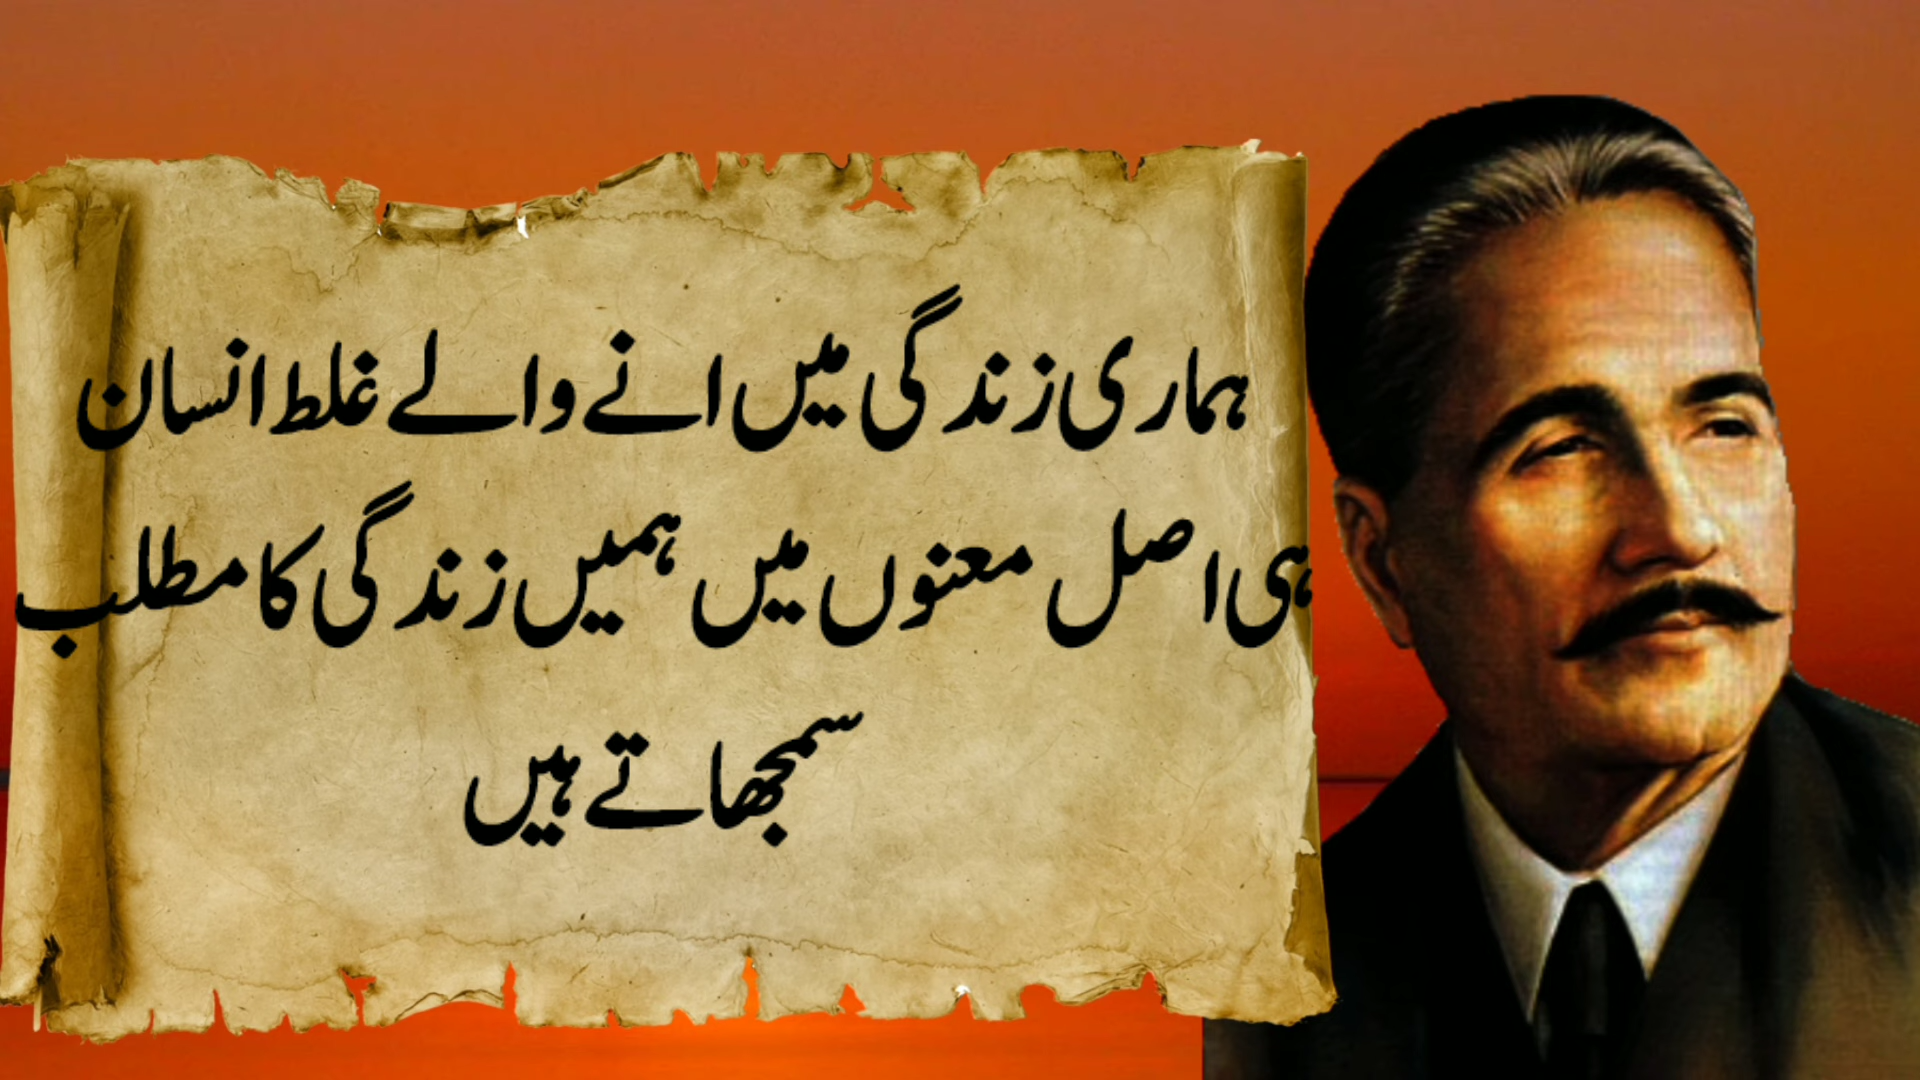 ہماری زندگی میں انے والے غلط انسان
ہی اصل معنوں میں ہمیں زندگی کا مطلب
سمجھاتے ہیں